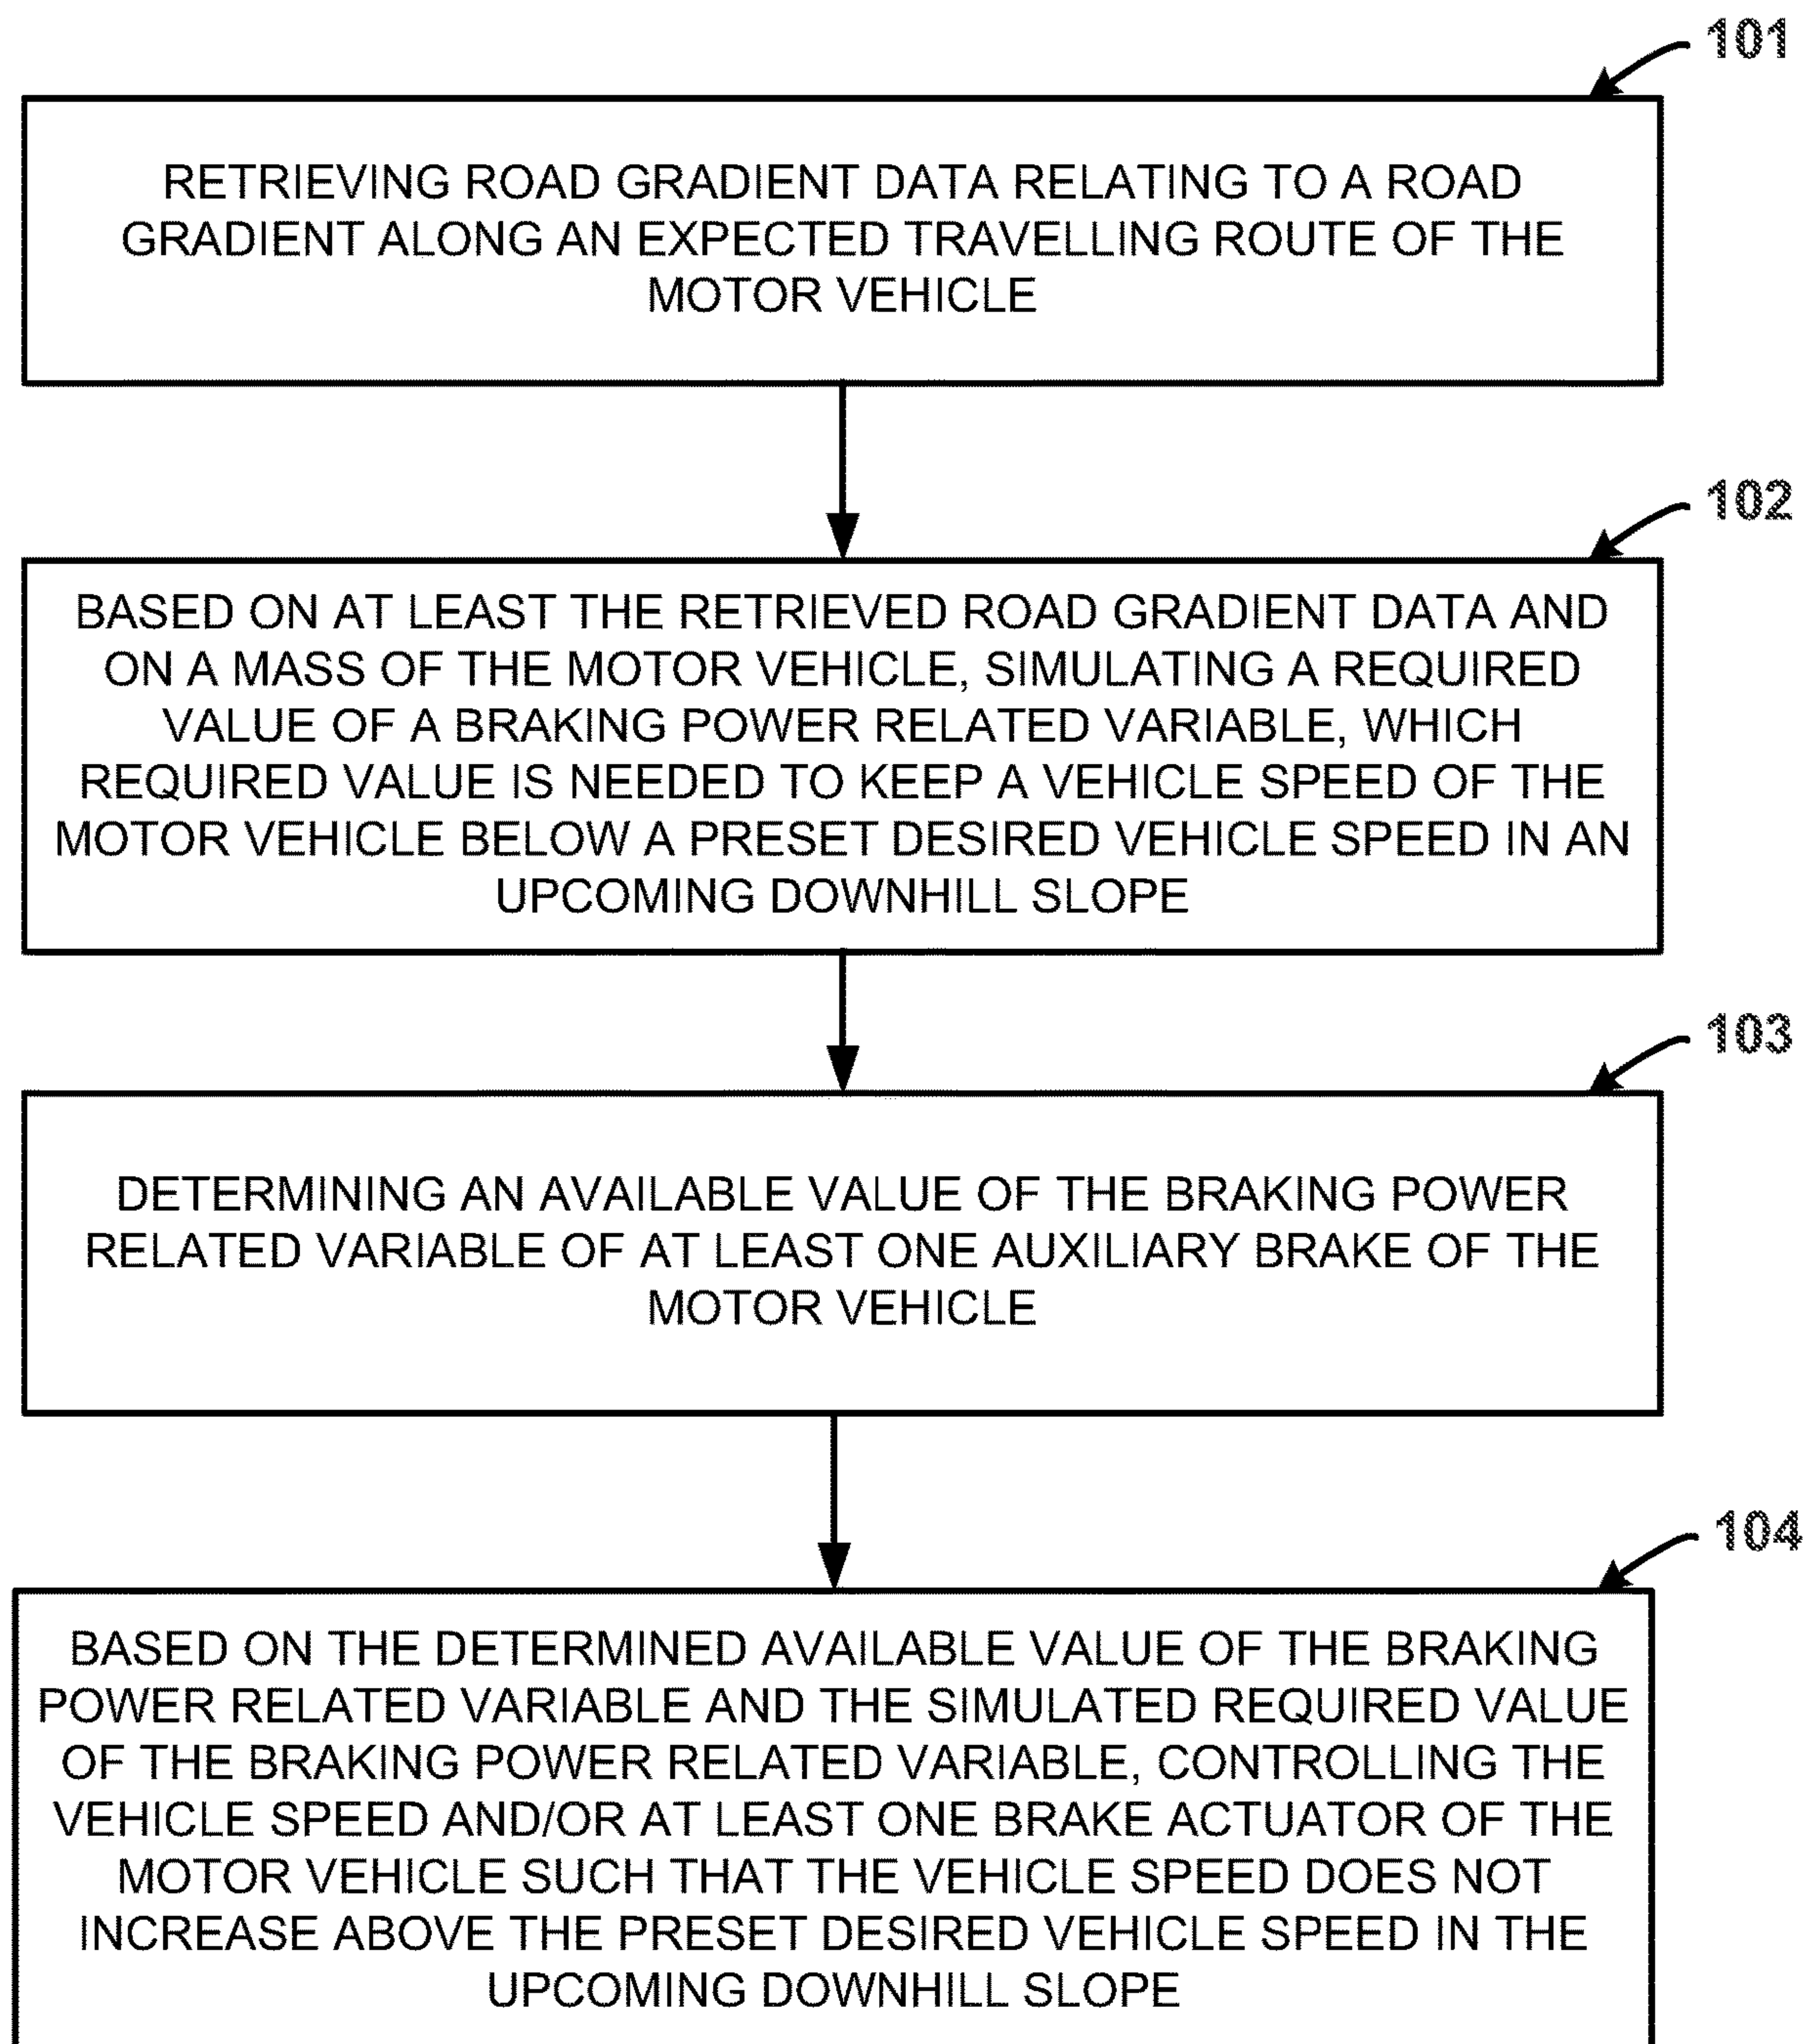 101
RETRIEVING ROAD GRADIENT DATA RELATING TO A ROAD
GRADIENT ALONG AN EXPECTED TRAVELLING ROUTE OF THE
MOTOR VEHICLE
102
BASED ON AT LEAST THE RETRIEVED ROAD GRADIENT DATA AND
ON A MASS OF THE MOTOR VEHICLE, SIMULATING A REQUIRED
VALUE OF A BRAKING POWER RELATED VARIABLE, WHICH
REQUIRED VALUE IS NEEDED TO KEEP A VEHICLE SPEED OF THE
MOTOR VEHICLE BELOW A PRESET DESIRED VEHICLE SPEED IN AN
UPCOMING DOWNHILL SLOPE
103
DETERMINING AN AVAILABLE VALUE OF THE BRAKING POWER
RELATED VARIABLE OF AT LEAST ONE AUXILIARY BRAKE OF THE
MOTOR VEHICLE
104
BASED ON THE DETERMINED AVAILABLE VALUE OF THE BRAKING
POWER RELATED VARIABLE AND THE SIMULATED REQUIRED VALUE
OF THE BRAKING POWER RELATED VARIABLE, CONTROLLING THE
VEHICLE SPEED AND/OR AT LEAST ONE BRAKE ACTUATOR OF THE
MOTOR VEHICLE SUCH THAT THE VEHICLE SPEED DOES NOT
INCREASE ABOVE THE PRESET DESIRED VEHICLE SPEED IN THE
UPCOMING DOWNHILL SLOPE